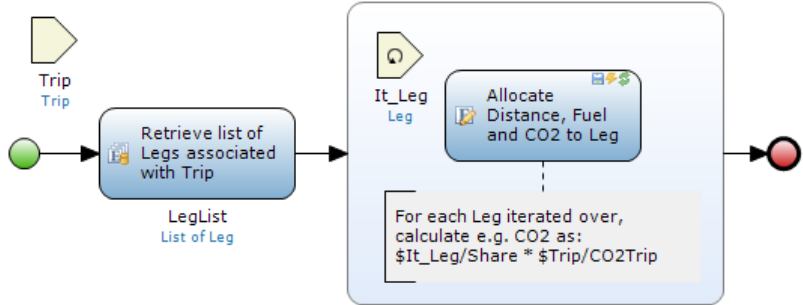 Trip
Trip
Retrieve list of
Legs associated
with Trip
LegList
List of Leg
It_Leg
Leg
Allocate
Distance, Fuel
and CO2 to Leg
For each Leg iterated over,
calculate e.g. CO2 as:
$It_Leg/Share * $Trip/CO2Trip